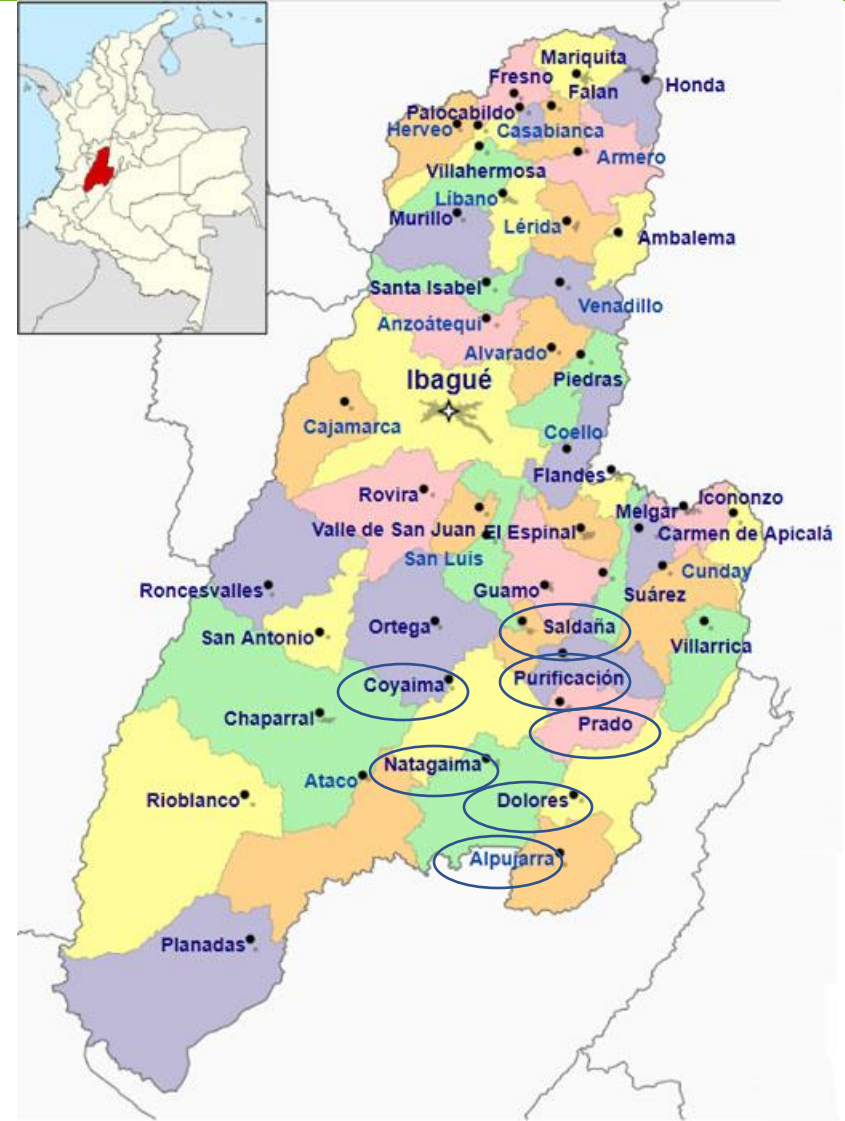 Mariquita
Fresno
Honda
Falan
Palocabildo
Herveo
Casabianca
Armero
Villahermosa
Líbano
Murillo
Lérida
Ambalema
Santa Isabel
Venadillo
Anzoátequi
Alvarado
Piedras
Ibagué
Cajamarca
Coello
Flandes
Rovira
Icononzo
Melgar
Valle de San Juan
El Espinal
Carmen de Apicalá
San Luis
Cunday
Roncesvalles
Guamo
Suárez
San Antonio
Ortega
Saldaña
Villarrica
Coyaima
Purificación
Chaparral
Prado
Natagaima
Ataco
Rioblanco
Dolores
Alpujarra
Planadas